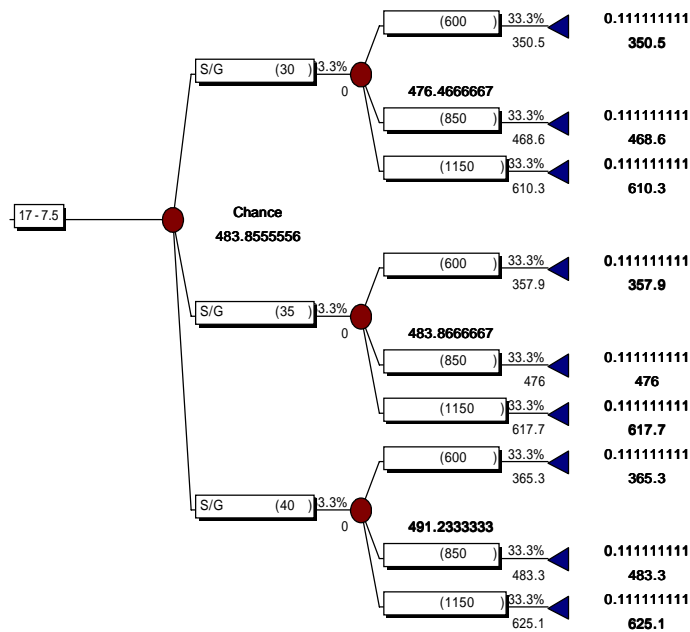 (600 ) 33.3% 0.111111111
350.5 350.5
S/G (30 ) 3.3%
0 476.4666667
(850 ) 33.3% 0.111111111
468.6 468.6
(1150 ) 33.3% 0.111111111
610.3 610.3
17 - 7.5
Chance
483.8555556
(600 ) 33.3% 0.111111111
357.9 357.9
S/G (35 ) 3.3%
0 483.8666667
(850 ) 33.3% 0.111111111
476 476
(1150 ) 33.3% 0.111111111
617.7 617.7
(600 ) 33.3% 0.111111111
365.3 365.3
S/G (40 ) 3.3%
0 491.2333333
(850 ) 33.3% 0.111111111
483.3 483.3
(1150 ) 33.3% 0.111111111
625.1 625.1